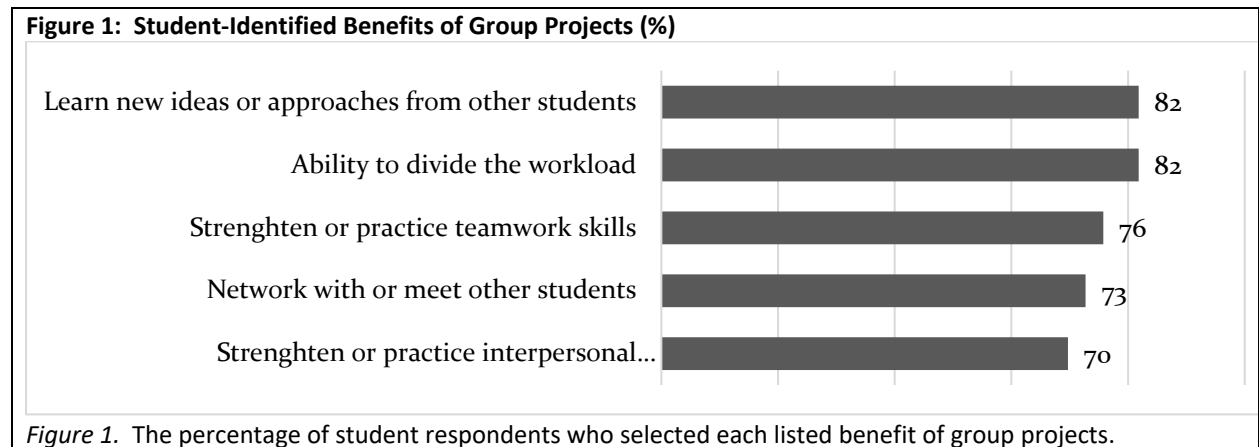 Figure 1: Student-Identified Benefits of Group Projects (%)
Learn new ideas or approaches from other students 82
Ability to divide the workload 82
Strenghten or practice teamwork skills 76
Network with or meet other students 73
Strenghten or practice interpersonal... 70
Figure 1. The percentage of student respondents who selected each listed benefit of group projects.